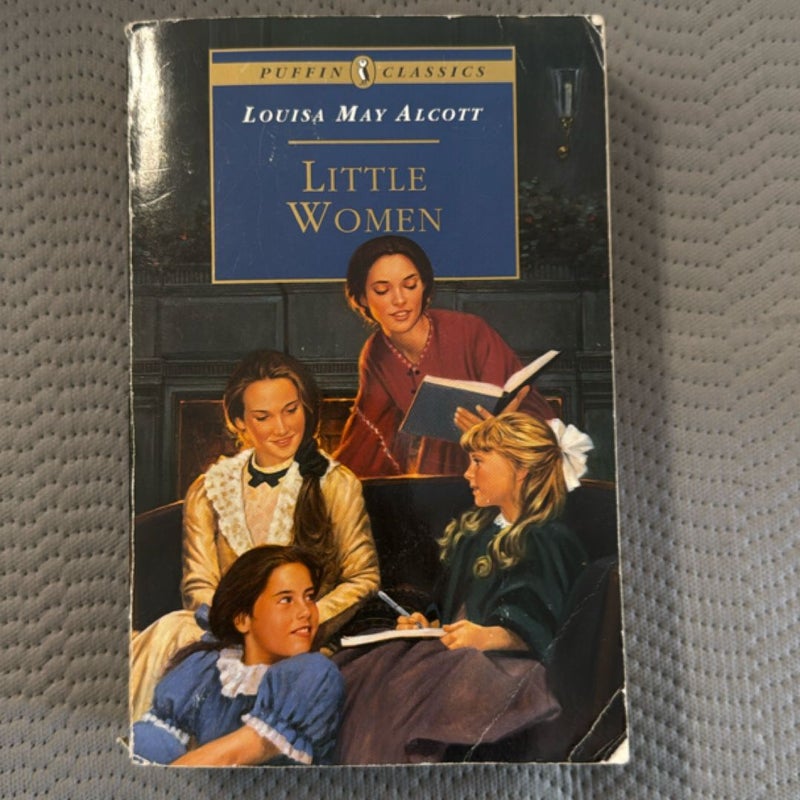 PUFFIN CLASSICS
LOUISA MAY ALCOTT
LITTLE
WOMEN